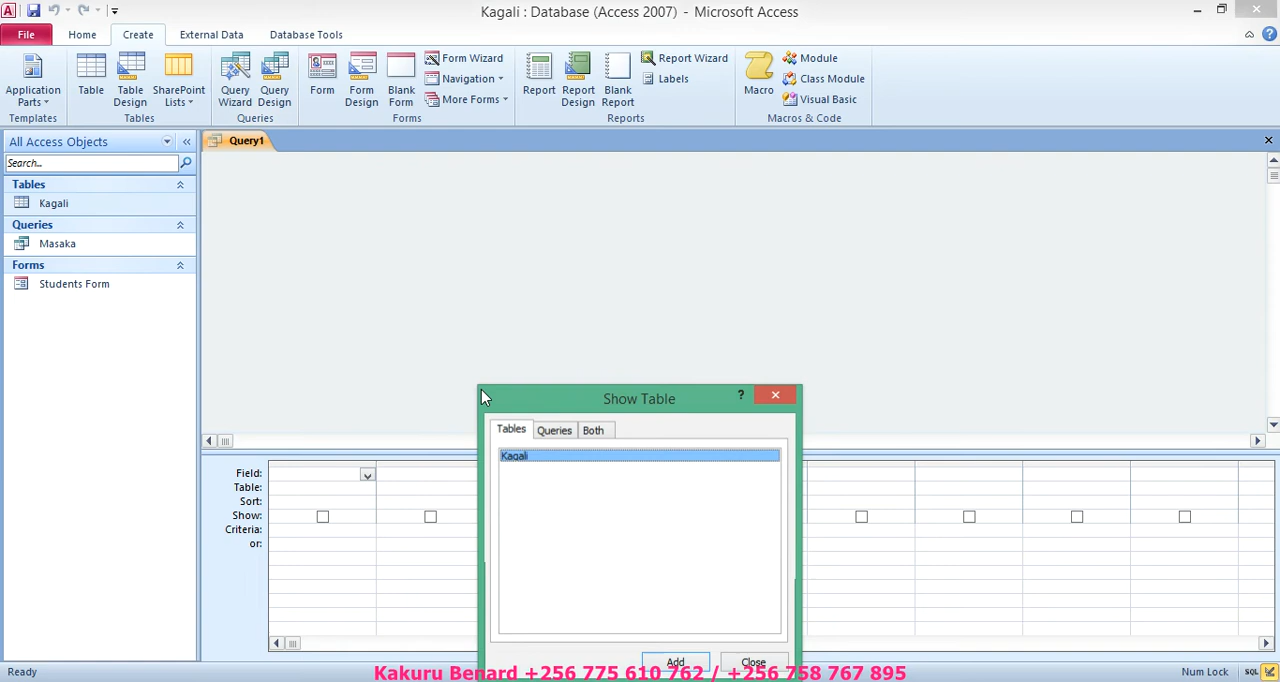 Kagali : Database (Access 2007) - Microsoft Access
File Home Create External Data Database Tools
Application Parts
Templates
Table
Table Design
SharePoint Lists
Tables
Query Wizard
Query Design
Queries
Form
Form Design
Blank Form
Form Wizard
Navigation
More Forms
Forms
Report
Report Design
Blank Report
Report Wizard
Labels
Reports
Macro
Module
Class Module
Visual Basic
Macros & Code
All Access Objects
Search...
Tables
Kagali
Queries
Masaka
Forms
Students Form
Query1
Show Table
Tables Queries Both
Kagali
Add Close
Field:
Table:
Sort:
Show:
Criteria:
or:
Ready
Num Lock
SQL
Kakuru Benard +256 775 610 762 / +256 758 767 895